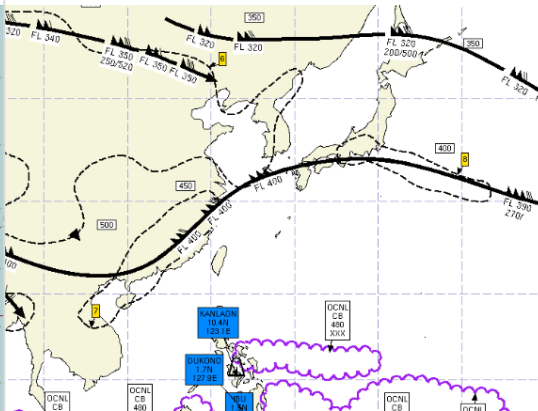 350
320
FL 340
FL 320
FL 320
FL 320
200/500
350
FL 350
250/520
FL 350
FL 350
6
FL 320
400
8
450
FL 400
FL 400
FL 390
270/
500
FL 400
400
7
KANLAON
10.4N
123.1E
OCNL
CB
480
XXX
DUKONO
1.7N
127.9E
IBU
OCNL
CB
OCNL
CB
480
OCNL
CB
OCNL